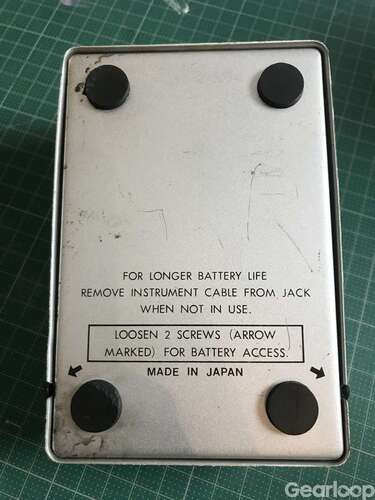 FOR LONGER BATTERY LIFE
REMOVE INSTRUMENT CABLE FROM JACK
WHEN NOT IN USE.
LOOSEN 2 SCREWS (ARROW
MARKED) FOR BATTERY ACCESS.
MADE IN JAPAN
Gearloop